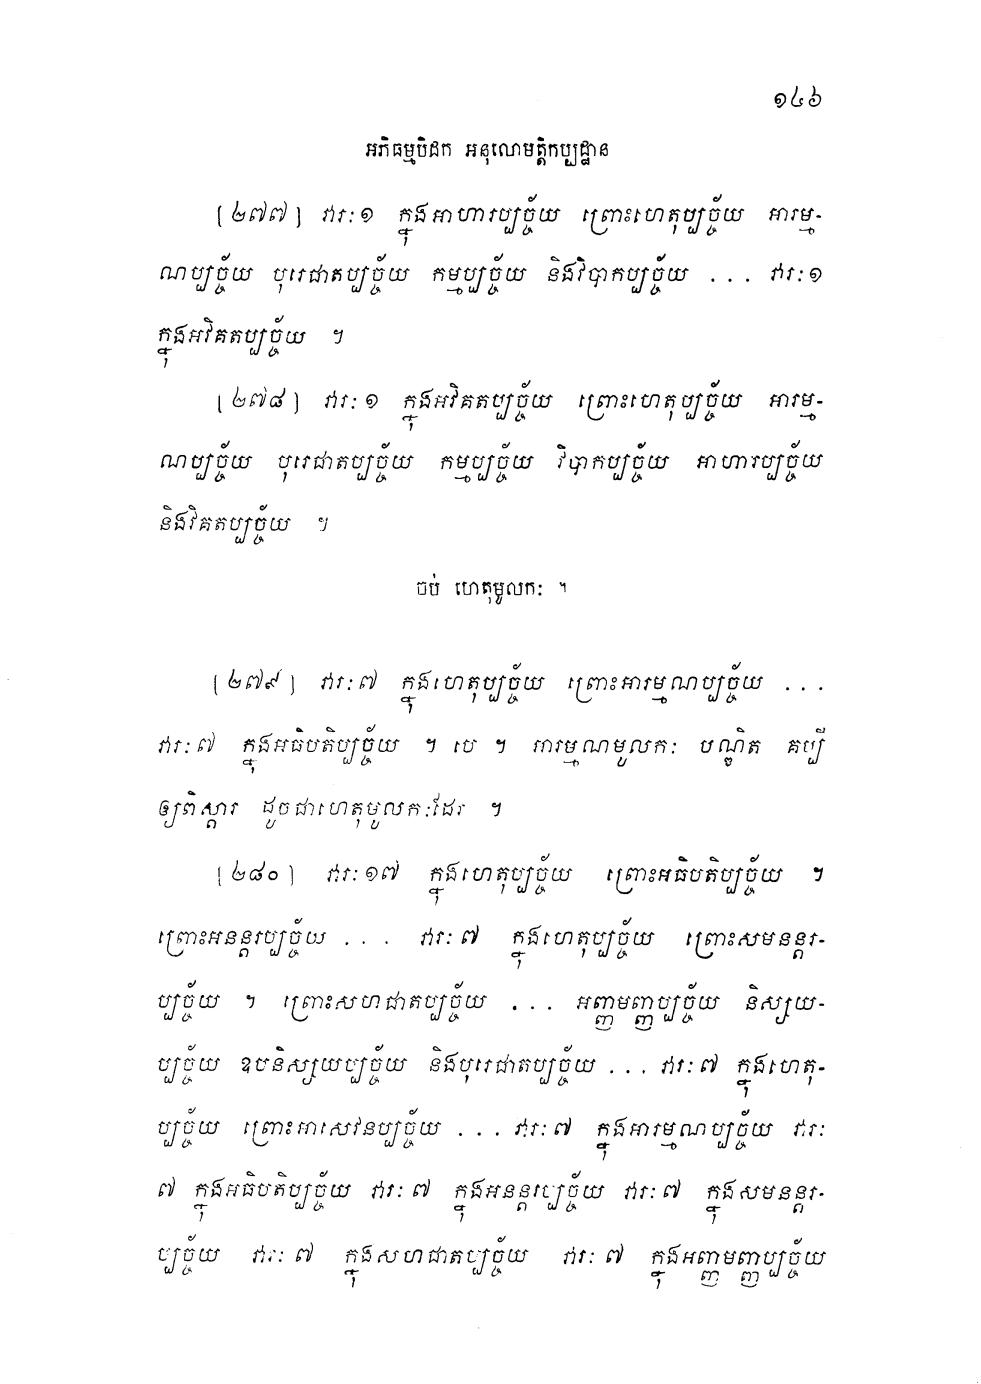 ១៤៦
អភិធម្មបិដក អនុលោមត្តិកប្បដ្ឋាន
[២៧៧] វារៈ១ ក្នុងអាហារប្បច្ច័យ ព្រោះហេតុប្បច្ច័យ អារម្ម-
ណប្បច្ច័យ បុរេជាតប្បច្ច័យ កម្មប្បច្ច័យ និងវិបាកប្បច្ច័យ ... វារៈ១
ក្នុងអវិគតប្បច្ច័យ ។
[២៧៨] វារៈ១ ក្នុងអវិគតប្បច្ច័យ ព្រោះហេតុប្បច្ច័យ អារម្ម-
ណប្បច្ច័យ បុរេជាតប្បច្ច័យ កម្មប្បច្ច័យ វិបាកប្បច្ច័យ អាហារប្បច្ច័យ
និងវិគតប្បច្ច័យ ។
ចប់ ហេតុមូលកៈ ។
[២៧៩] វារៈ៧ ក្នុងហេតុប្បច្ច័យ ព្រោះអារម្មណប្បច្ច័យ ...
វារៈ៧ ក្នុងអធិបតិប្បច្ច័យ ។ បេ ។ អារម្មណមូលកៈ បណ្ឌិត គប្បី
ឲ្យពិស្តារ ដូចជាហេតុមូលកៈដែរ ។
[២៨០] វារៈ១៧ ក្នុងហេតុប្បច្ច័យ ព្រោះអធិបតិប្បច្ច័យ ។
ព្រោះអនន្តរប្បច្ច័យ ... វារៈ៧ ក្នុងហេតុប្បច្ច័យ ព្រោះសមនន្តរ-
ប្បច្ច័យ ។ ព្រោះសហជាតប្បច្ច័យ ... អញ្ញមញ្ញប្បច្ច័យ និស្សយ-
ប្បច្ច័យ ឧបនិស្សយប្បច្ច័យ និងបុរេជាតប្បច្ច័យ ... វារៈ៧ ក្នុងហេតុ-
ប្បច្ច័យ ព្រោះអាសេវនប្បច្ច័យ ... វារៈ៧ ក្នុងអារម្មណប្បច្ច័យ វារៈ
៧ ក្នុងអធិបតិប្បច្ច័យ វារៈ៧ ក្នុងអនន្តរប្បច្ច័យ វារៈ៧ ក្នុងសមនន្តរ-
ប្បច្ច័យ វារៈ៧ ក្នុងសហជាតប្បច្ច័យ វារៈ៧ ក្នុងអញ្ញមញ្ញប្បច្ច័យ